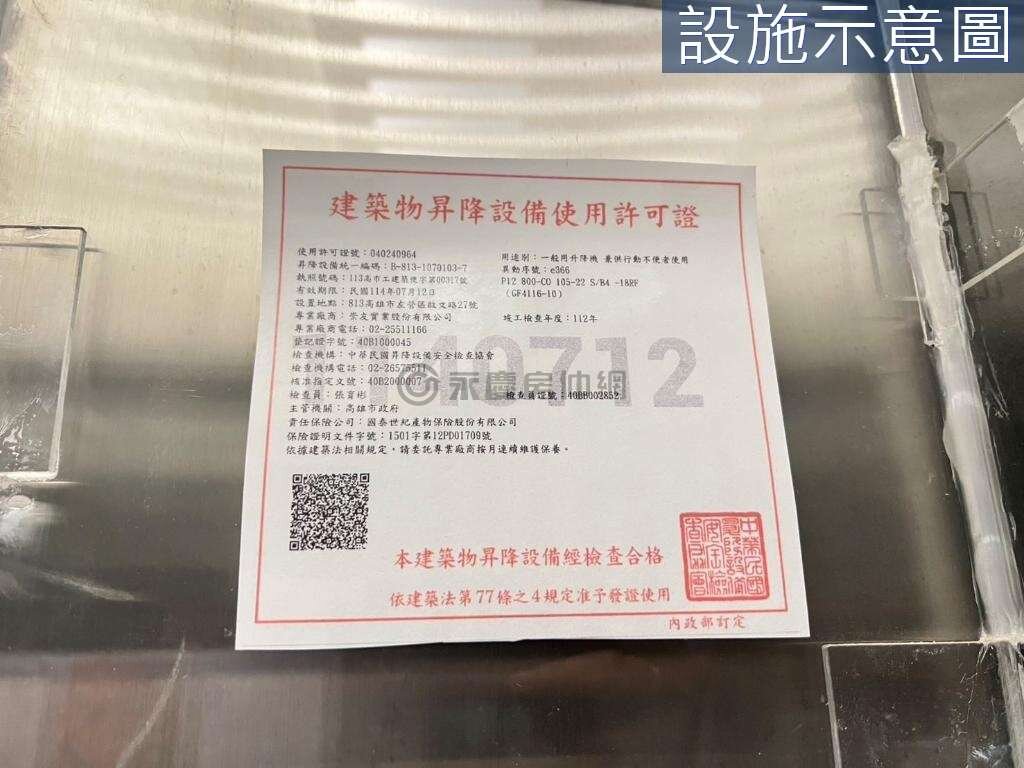 設施示意圖
建築物昇降設備使用許可證
使用許可證號：040240964
昇降設備統一編碼：B-813-1070103-7
執照號碼：113高市工建築使字第00317號
有效期限：民國114年07月12日
設置地點：813高雄市左營區啟文路27號
專業廠商：崇友實業股份有限公司
專業廠商電話：02-25511166
登記證字號：40B1000045
檢查機構：中華民國昇降設備安全檢查協會
檢查機構電話：02-26575511
核准指定文號：40B2000007
檢查員：張育彬
主管機關：高雄市政府
責任保險公司：國泰世紀產物保險股份有限公司
保險證明文件字號：1501字第12PD01709號
依據建築法相關規定，請委託專業廠商按月連續維護保養。
用途別：一般用升降機 兼供行動不便者使用
異動序號：e366
P12 800-CO 105-22 S/B4 -18RF
(GF4116-10)
竣工檢查年度：112年
檢查員證號：40BB002852
140712
永慶房仲網
本建築物昇降設備經檢查合格
依建築法第77條之4規定准予發證使用
內政部訂定